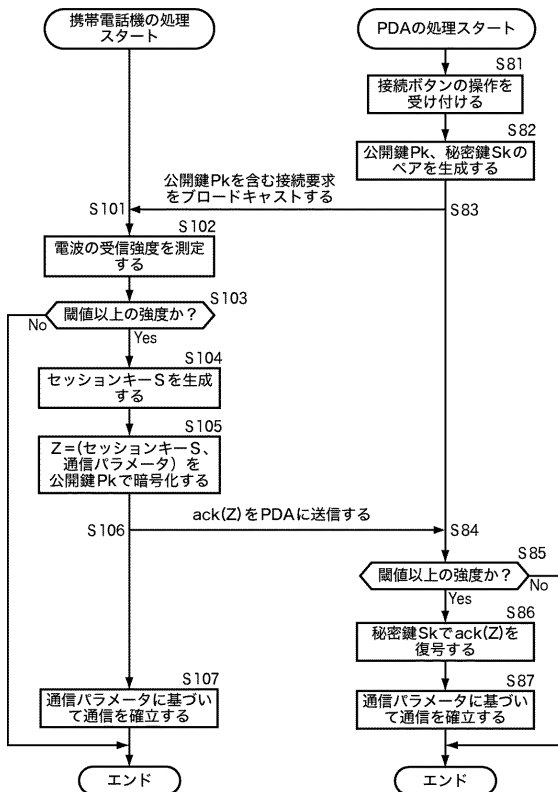 携帯電話機の処理
スタート
PDAの処理スタート
S81
接続ボタンの操作を
受け付ける
S82
公開鍵Pk、秘密鍵Skの
ペアを生成する
公開鍵Pkを含む接続要求
をブロードキャストする
S101
S83
S102
電波の受信強度を測定
する
S103
閾値以上の強度か？
No
Yes
S104
セッションキーSを生成
する
S105
Z=(セッションキーS、
通信パラメータ）を
公開鍵Pkで暗号化する
ack(Z)をPDAに送信する
S106
S84
S85
閾値以上の強度か？
No
Yes
S86
秘密鍵Skでack(Z)を
復号する
S107
通信パラメータに基づい
て通信を確立する
S87
通信パラメータに基づい
て通信を確立する
エンド
エンド